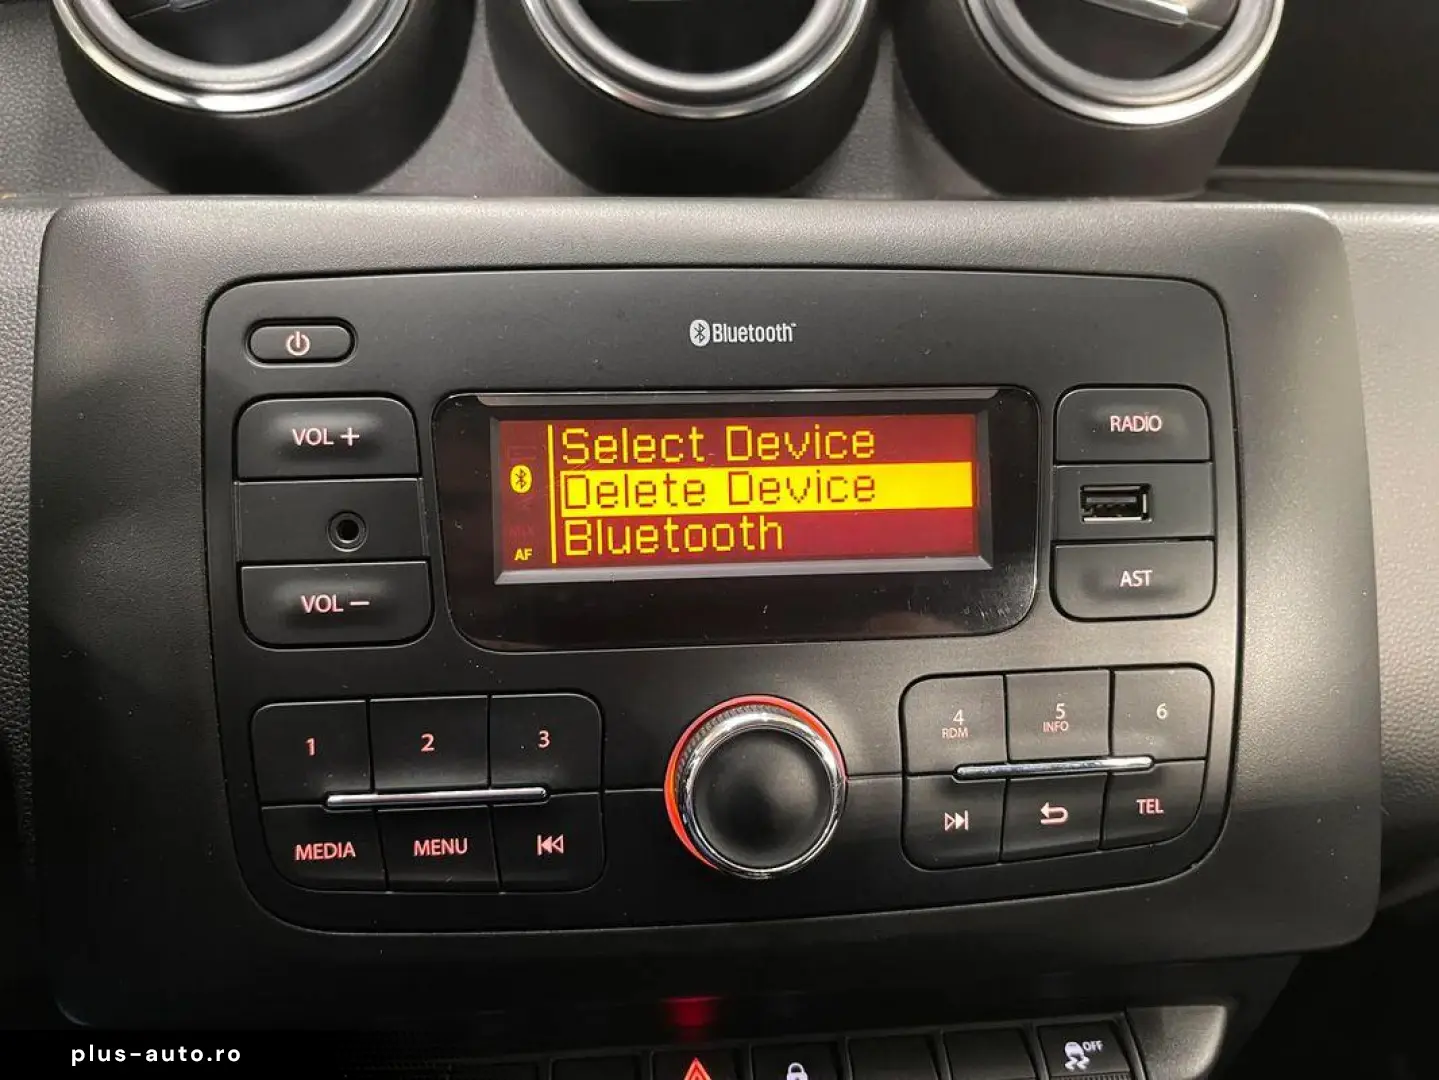 Bluetooth
VOL +
VOL –
Select Device
Delete Device
Bluetooth
AF
RADIO
AST
1
2
3
MEDIA
MENU
4
RDM
5
INFO
6
TEL
OFF
plus-auto.ro